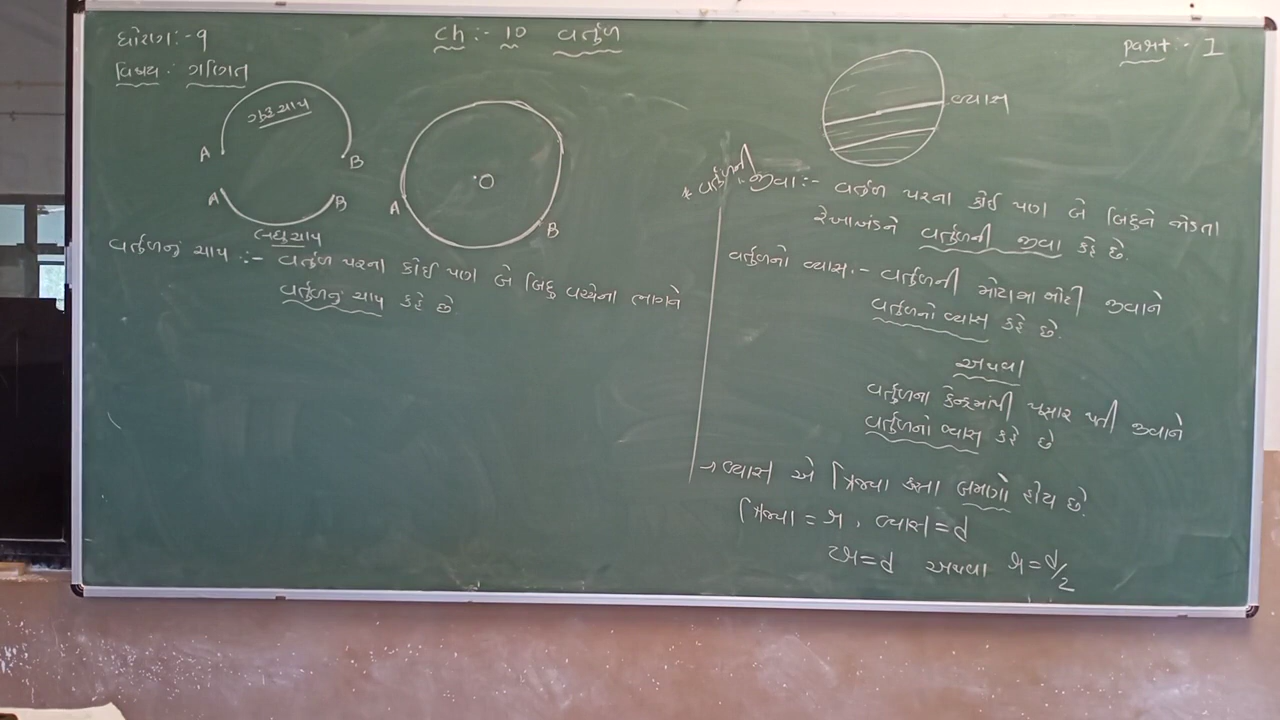 ધોરણ:- ૧
વિષય: ગણિત
ch:- 10 વર્તુળ
Part:- I
ગુરુચાપ
A B
A B
લઘુચાપ
O
A B
વર્તુળનું ચાપ :- વર્તુળ પરના કોઈ પણ બે બિંદુ વચ્ચેના ભાગને
વર્તુળનું ચાપ કહે છે.
વ્યાસ
* વર્તુળની જીવા:- વર્તુળ પરના કોઈ પણ બે બિંદુને જોડતા
રેખાખંડને વર્તુળની જીવા કહે છે.
વર્તુળનો વ્યાસ:- વર્તુળની મોટામાં મોટી જીવાને
વર્તુળનો વ્યાસ કહે છે.
અથવા
વર્તુળના કેન્દ્રમાંથી પસાર થતી જીવાને
વર્તુળનો વ્યાસ કહે છે
→ વ્યાસ એ ત્રિજ્યા કરતા બમણો હોય છે.
ત્રિજ્યા = r, વ્યાસ = d
2r = d અથવા r = d/2